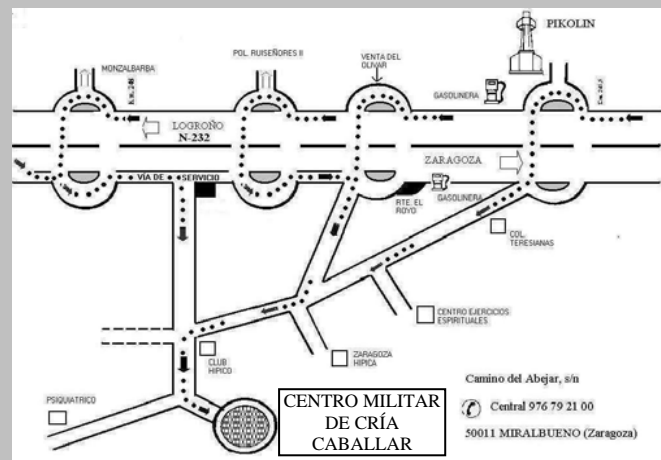 PIKOLIN
MONZALBARBA
POL. RUISEÑORES II
VENTA DEL
OLIVAR
GASOLINERA
LOGROÑO
N-232
ZARAGOZA
VÍA DE SERVICIO
RTE. EL
ROYO
GASOLINERA
COL.
TERESIANAS
CENTRO EJERCICIOS
ESPIRITUALES
ZARAGOZA
HIPICA
CLUB
HIPICO
PSIQUIATRICO
CENTRO MILITAR
DE CRÍA
CABALLAR
Camino del Abejar, s/n
Central 976 79 21 00
50011 MIRALBUENO (Zaragoza)